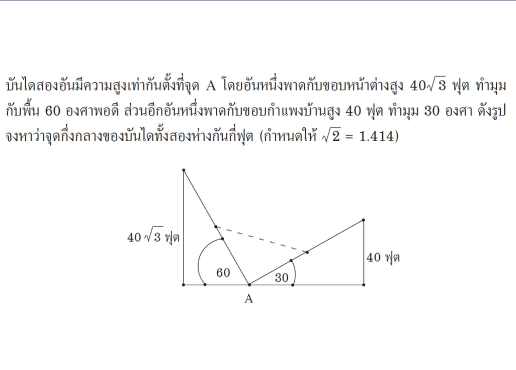 บันไดสองอันมีความสูงเท่ากันตั้งที่จุด A โดยอันหนึ่งพาดกับขอบหน้าต่างสูง 40√3 ฟุต ทำมุม
กับพื้น 60 องศาพอดี ส่วนอีกอันหนึ่งพาดกับขอบกำแพงบ้านสูง 40 ฟุต ทำมุม 30 องศา ดังรูป
จงหาว่าจุดกึ่งกลางของบันไดทั้งสองห่างกันกี่ฟุต (กำหนดให้ √2 = 1.414)
40√3 ฟุต
40 ฟุต
60
30
A